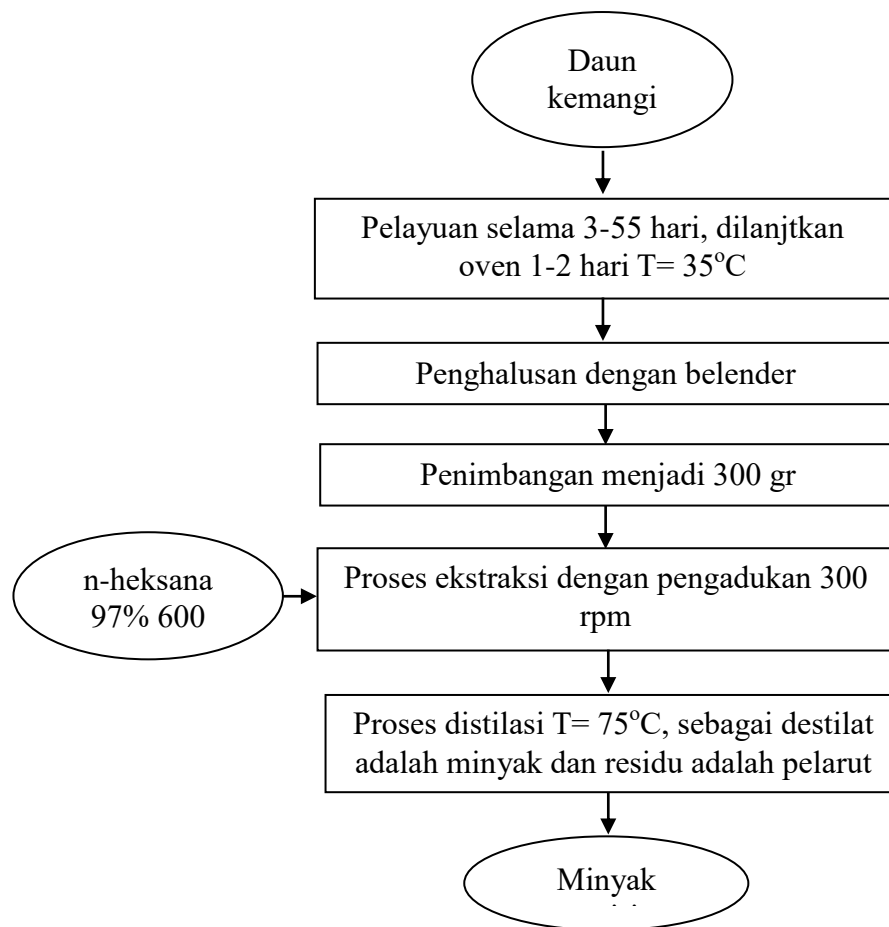 Daun
kemangi
Pelayuan selama 3-55 hari, dilanjtkan
oven 1-2 hari T= 35°C
Penghalusan dengan belender
Penimbangan menjadi 300 gr
n-heksana
97% 600
Proses ekstraksi dengan pengadukan 300
rpm
Proses distilasi T= 75°C, sebagai destilat
adalah minyak dan residu adalah pelarut
Minyak